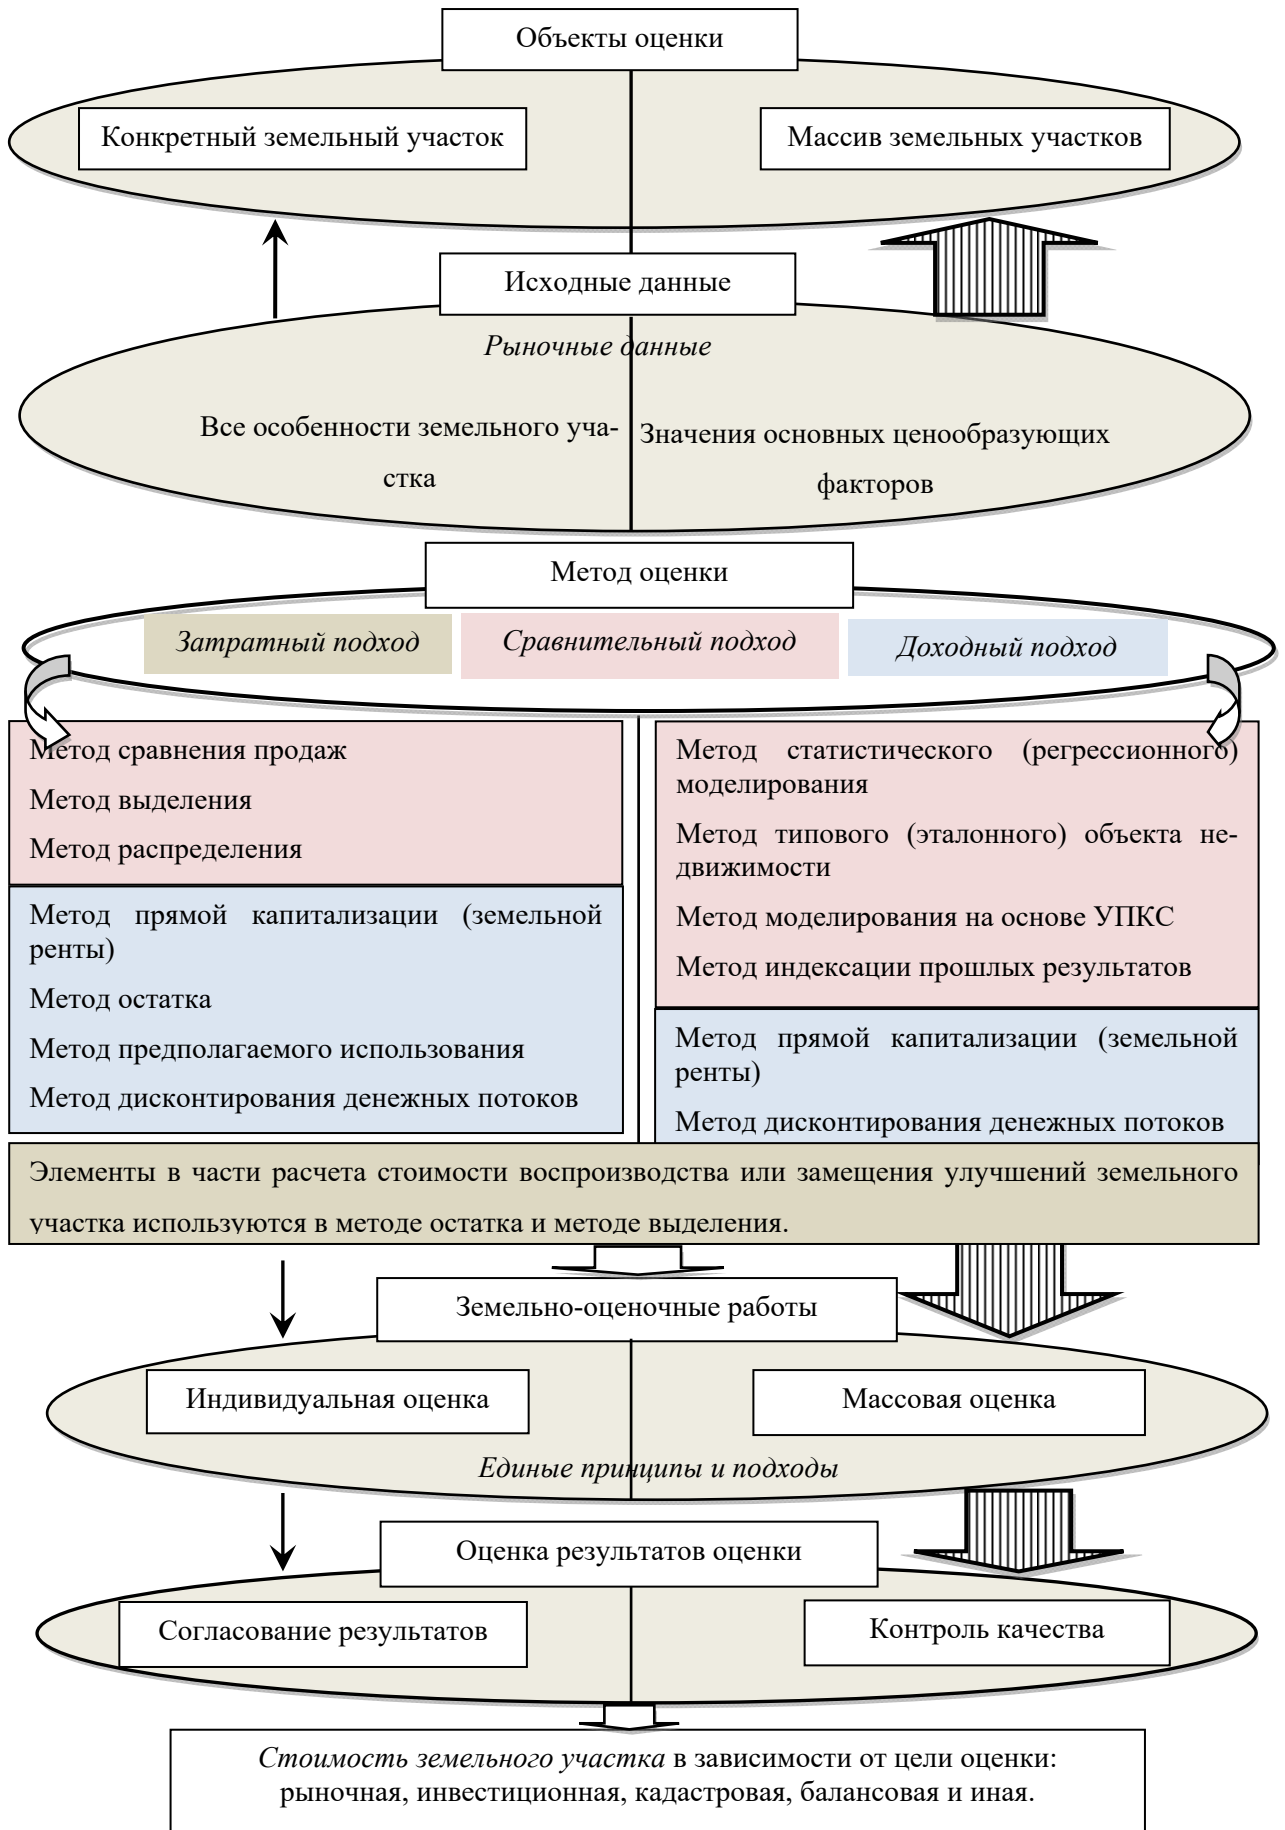 Объекты оценки
Конкретный земельный участок
Массив земельных участков
Исходные данные
Рыночные данные
Все особенности земельного уча-
стка
Значения основных ценообразующих
факторов
Метод оценки
Затратный подход
Сравнительный подход
Доходный подход
Метод сравнения продаж
Метод выделения
Метод распределения
Метод прямой капитализации (земельной
ренты)
Метод остатка
Метод предполагаемого использования
Метод дисконтирования денежных потоков
Метод статистического (регрессионного)
моделирования
Метод типового (эталонного) объекта не-
движимости
Метод моделирования на основе УПКС
Метод индексации прошлых результатов
Метод прямой капитализации (земельной
ренты)
Метод дисконтирования денежных потоков
Элементы в части расчета стоимости воспроизводства или замещения улучшений земельного
участка используются в методе остатка и методе выделения.
Земельно-оценочные работы
Индивидуальная оценка
Массовая оценка
Единые принципы и подходы
Оценка результатов оценки
Согласование результатов
Контроль качества
Стоимость земельного участка в зависимости от цели оценки:
рыночная, инвестиционная, кадастровая, балансовая и иная.